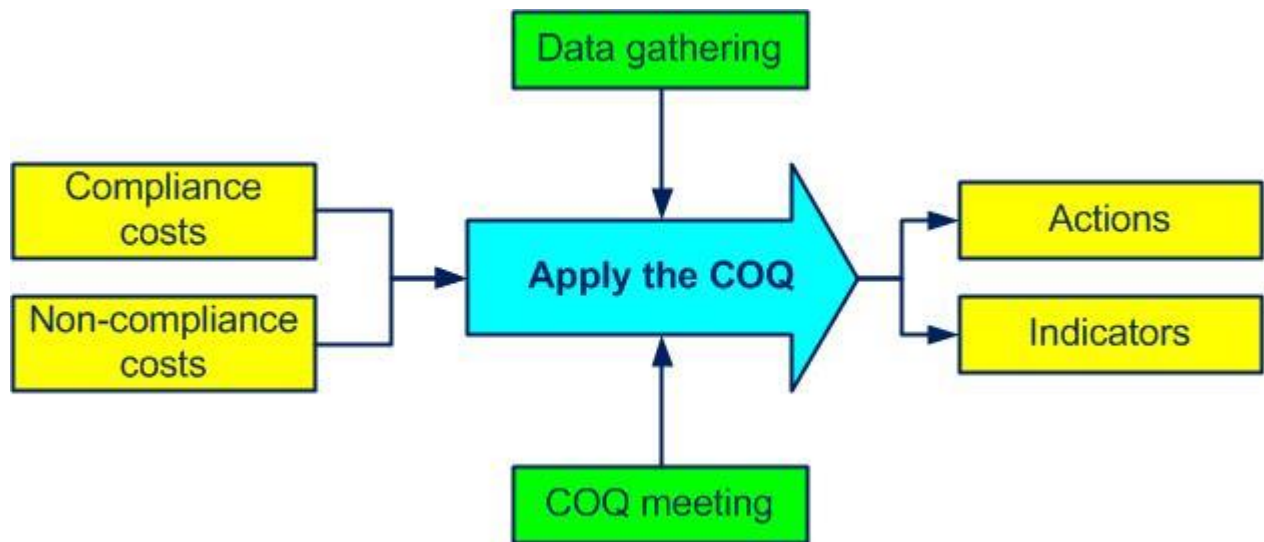 Data gathering
Compliance
costs
Non-compliance
costs
Apply the COQ
Actions
Indicators
COQ meeting